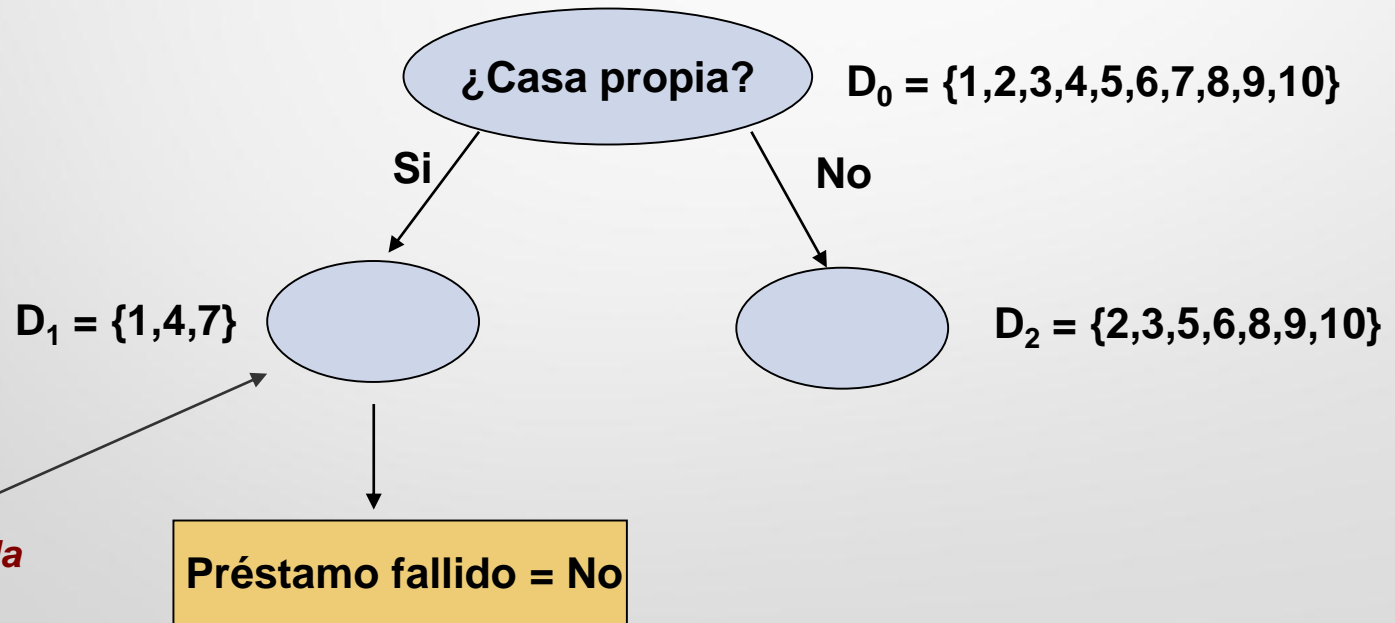 ¿Casa propia?
D₀ = {1,2,3,4,5,6,7,8,9,10}
Si
No
D₁ = {1,4,7}
D₂ = {2,3,5,6,8,9,10}
Préstamo fallido = No